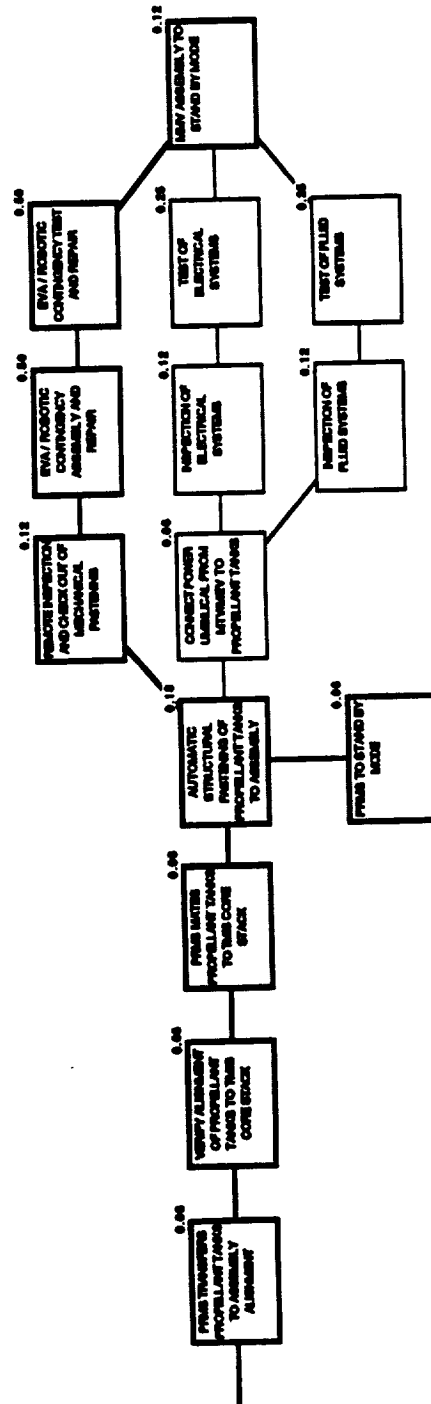 0.06
PRMS TRANSFERS
PROPELLANT TANKS
TO ASSEMBLY
ALIGNMENT
0.06
VERIFY ALIGNMENT
OF PROPELLANT
TANKS TO TMIS
CORE STACK
0.06
PRMS MATES
PROPELLANT TANKS
TO TMIS CORE
STACK
0.18
AUTOMATIC
STRUCTURAL
FASTENING OF
PROPELLANT TANKS
TO ASSEMBLY
0.06
PRMS TO STAND BY
MODE
0.12
REMOTE INSPECTION
AND CHECK OUT OF
MECHANICAL
FASTENING
0.50
EVA / ROBOTIC
CONTINGENCY
ASSEMBLY AND
REPAIR
0.50
EVA / ROBOTIC
CONTINGENCY TEST
AND REPAIR
0.06
CONNECT POWER
UMBILICAL FROM
MTV/MEV TO
PROPELLANT TANKS
0.12
INSPECTION OF
ELECTRICAL
SYSTEMS
0.25
TEST OF
ELECTRICAL
SYSTEMS
0.12
INSPECTION OF
FLUID SYSTEMS
0.25
TEST OF FLUID
SYSTEMS
0.12
MMV ASSEMBLY TO
STAND BY MODE